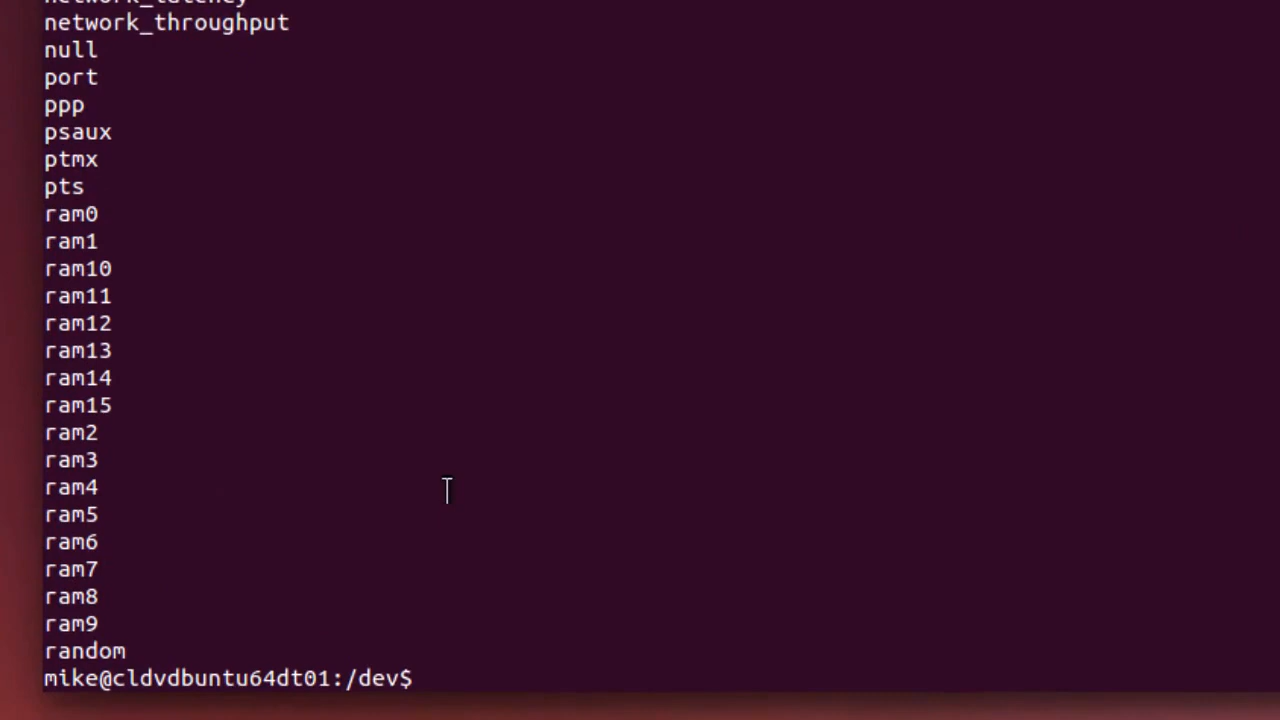 network_latency
network_throughput
null
port
ppp
psaux
ptmx
pts
ram0
ram1
ram10
ram11
ram12
ram13
ram14
ram15
ram2
ram3
ram4
ram5
ram6
ram7
ram8
ram9
random
mike@cldvdbuntu64dt01:/dev$